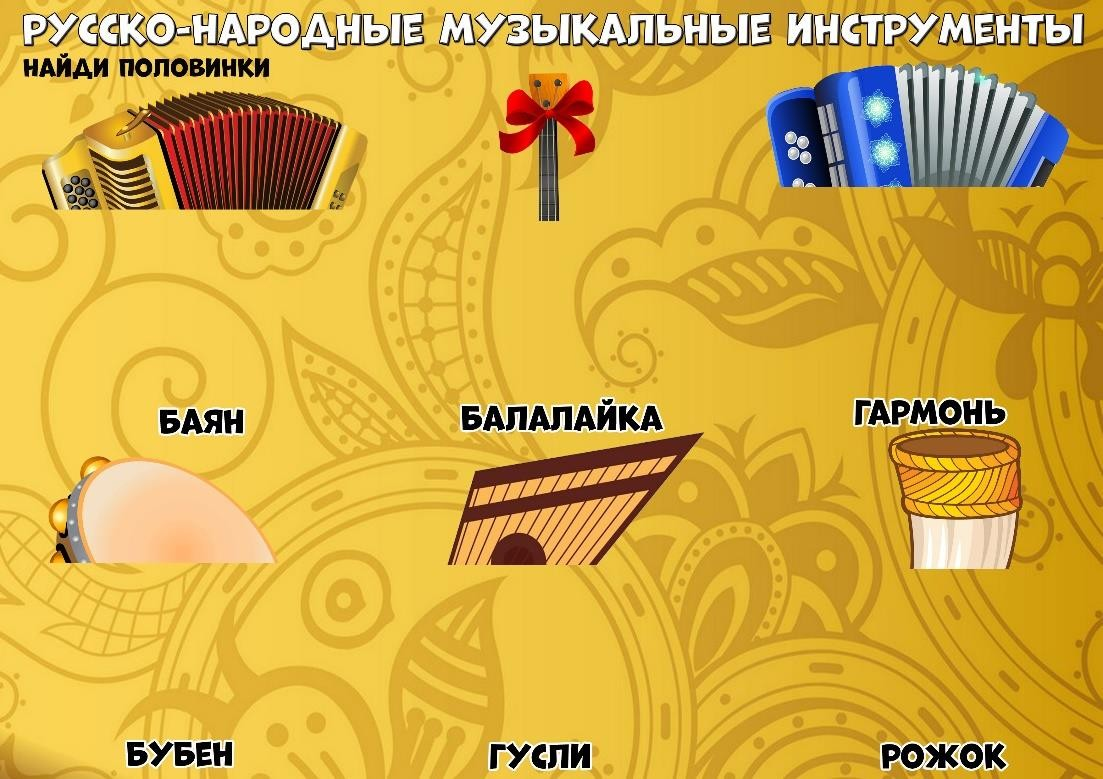 РУССКО-НАРОДНЫЕ МУЗЫКАЛЬНЫЕ ИНСТРУМЕНТЫ
НАЙДИ ПОЛОВИНКИ
БАЯН
БАЛАЛАЙКА
ГАРМОНЬ
БУБЕН
ГУСЛИ
РОЖОК